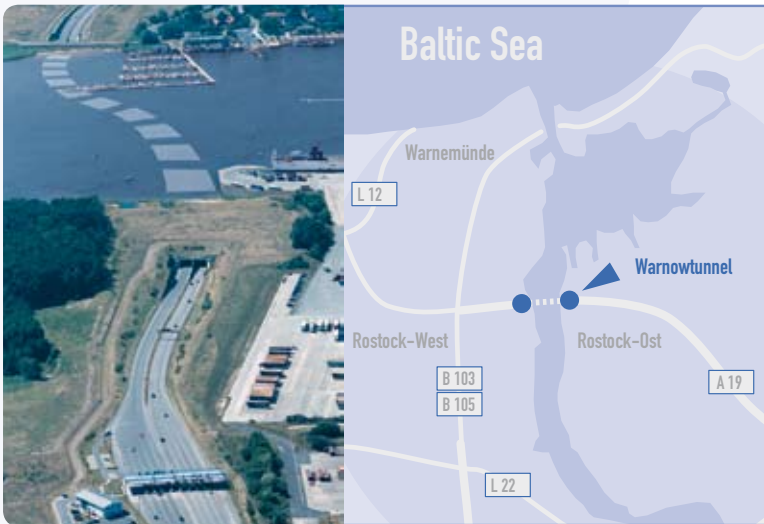 Baltic Sea
Warnemünde
L 12
Warnowtunnel
Rostock-West
Rostock-Ost
B 103
A 19
B 105
L 22